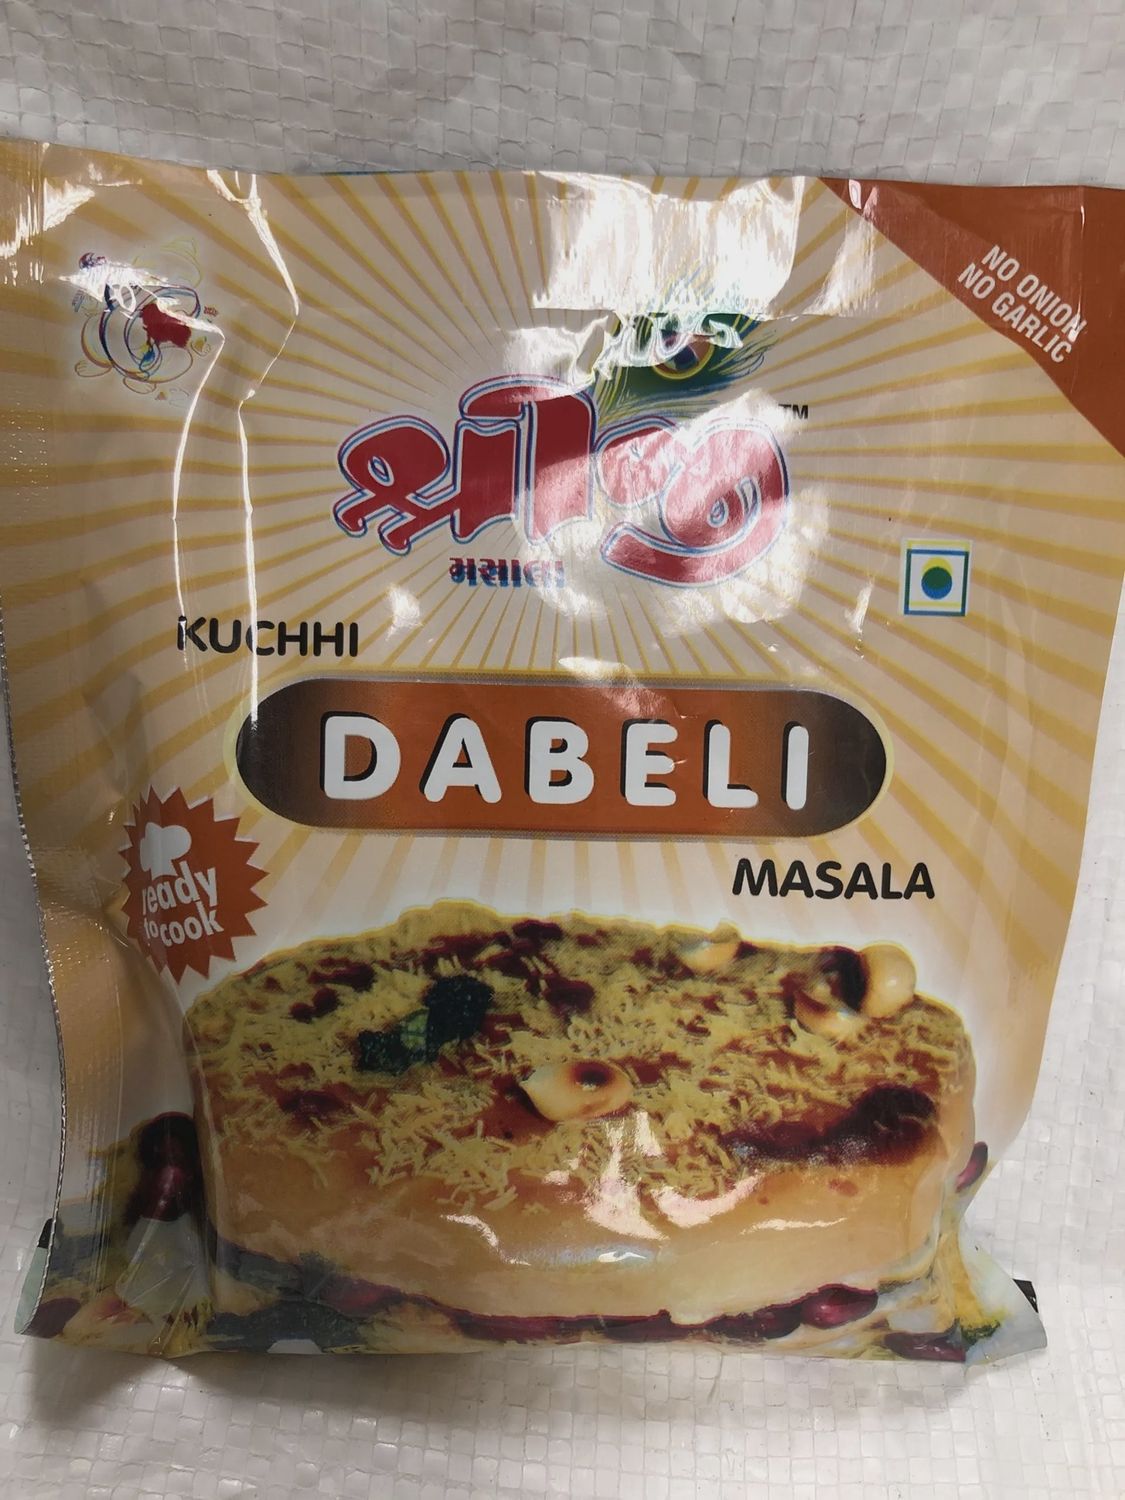 NO ONION
NO GARLIC
શ્રીજી
TM
મસાલા
KUCHHI
DABELI
MASALA
ready
to cook